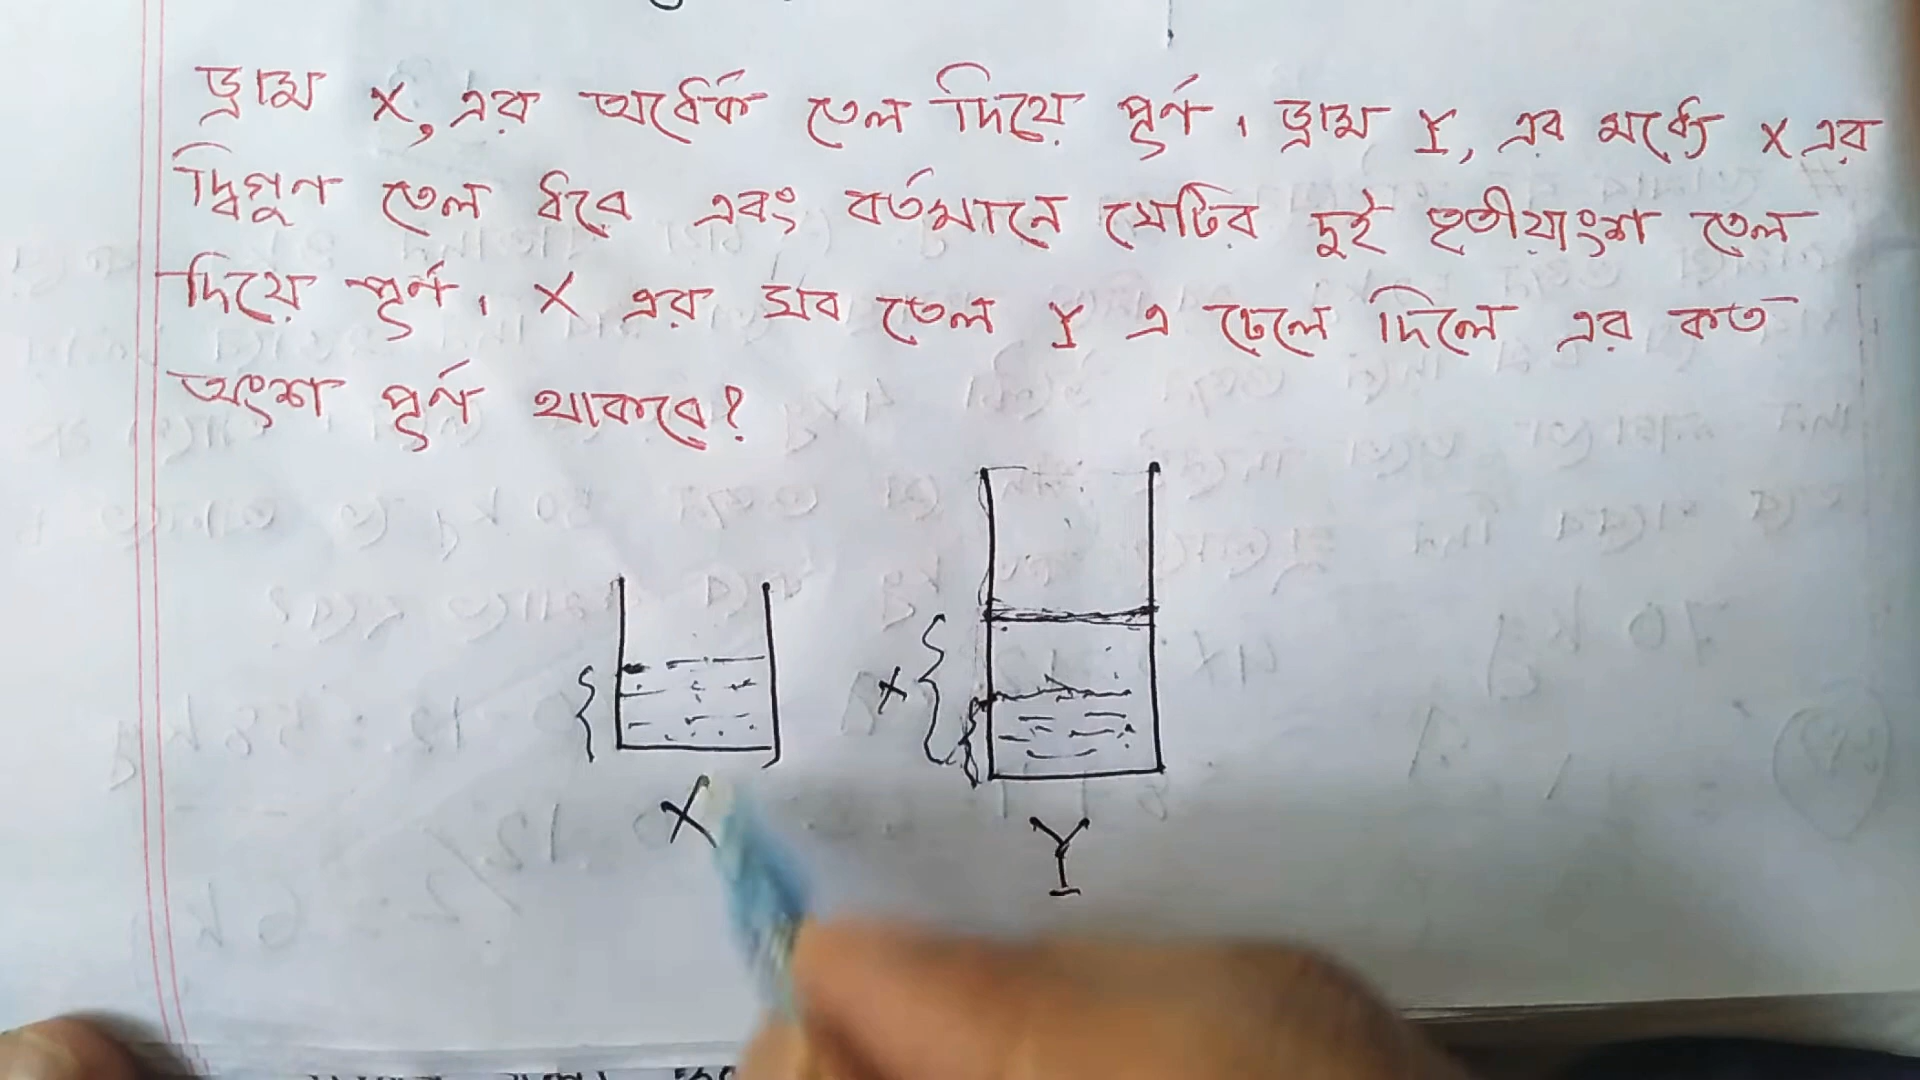 ড্রাম X, এর অর্ধেক তেল দিয়ে পূর্ণ। ড্রাম Y, এর মধ্যে X এর
দ্বিগুণ তেল ধরে এবং বর্তমানে সেটির দুই তৃতীয়াংশ তেল
দিয়ে পূর্ণ। X এর সব তেল Y এ ঢেলে দিলে এর কত
অংশ পূর্ণ থাকবে?
X
X
Y